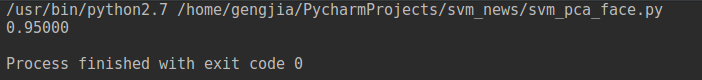 /usr/bin/python2.7 /home/gengjia/PycharmProjects/svm_news/svm_pca_face.py
0.95000
Process finished with exit code 0